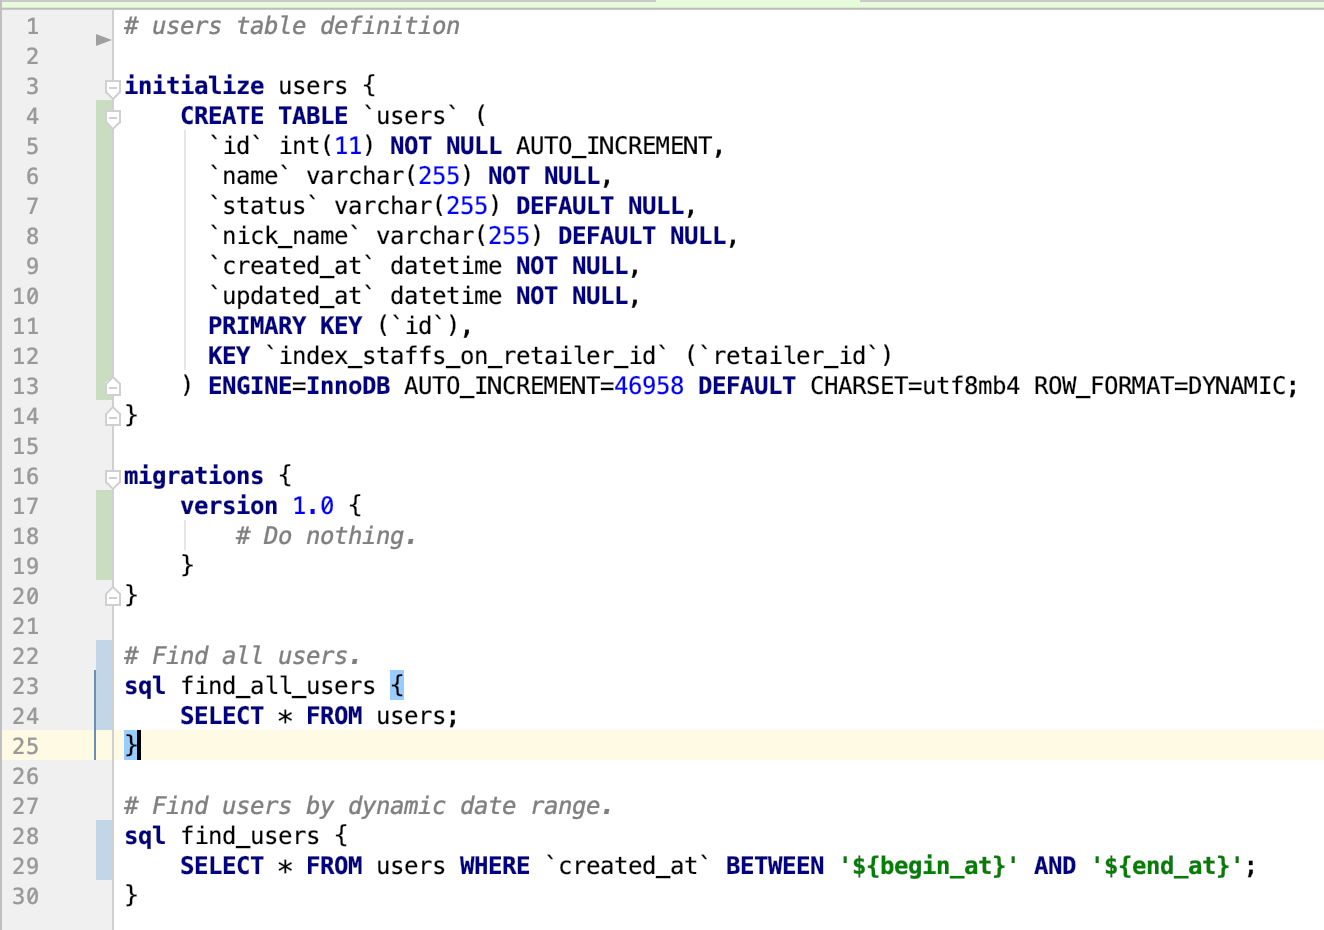 1 # users table definition
2
3 initialize users {
4     CREATE TABLE `users` (
5       `id` int(11) NOT NULL AUTO_INCREMENT,
6       `name` varchar(255) NOT NULL,
7       `status` varchar(255) DEFAULT NULL,
8       `nick_name` varchar(255) DEFAULT NULL,
9       `created_at` datetime NOT NULL,
10       `updated_at` datetime NOT NULL,
11       PRIMARY KEY (`id`),
12       KEY `index_staffs_on_retailer_id` (`retailer_id`)
13     ) ENGINE=InnoDB AUTO_INCREMENT=46958 DEFAULT CHARSET=utf8mb4 ROW_FORMAT=DYNAMIC;
14 }
15
16 migrations {
17     version 1.0 {
18         # Do nothing.
19     }
20 }
21
22 # Find all users.
23 sql find_all_users {
24     SELECT * FROM users;
25 }
26
27 # Find users by dynamic date range.
28 sql find_users {
29     SELECT * FROM users WHERE `created_at` BETWEEN '${begin_at}' AND '${end_at}';
30 }